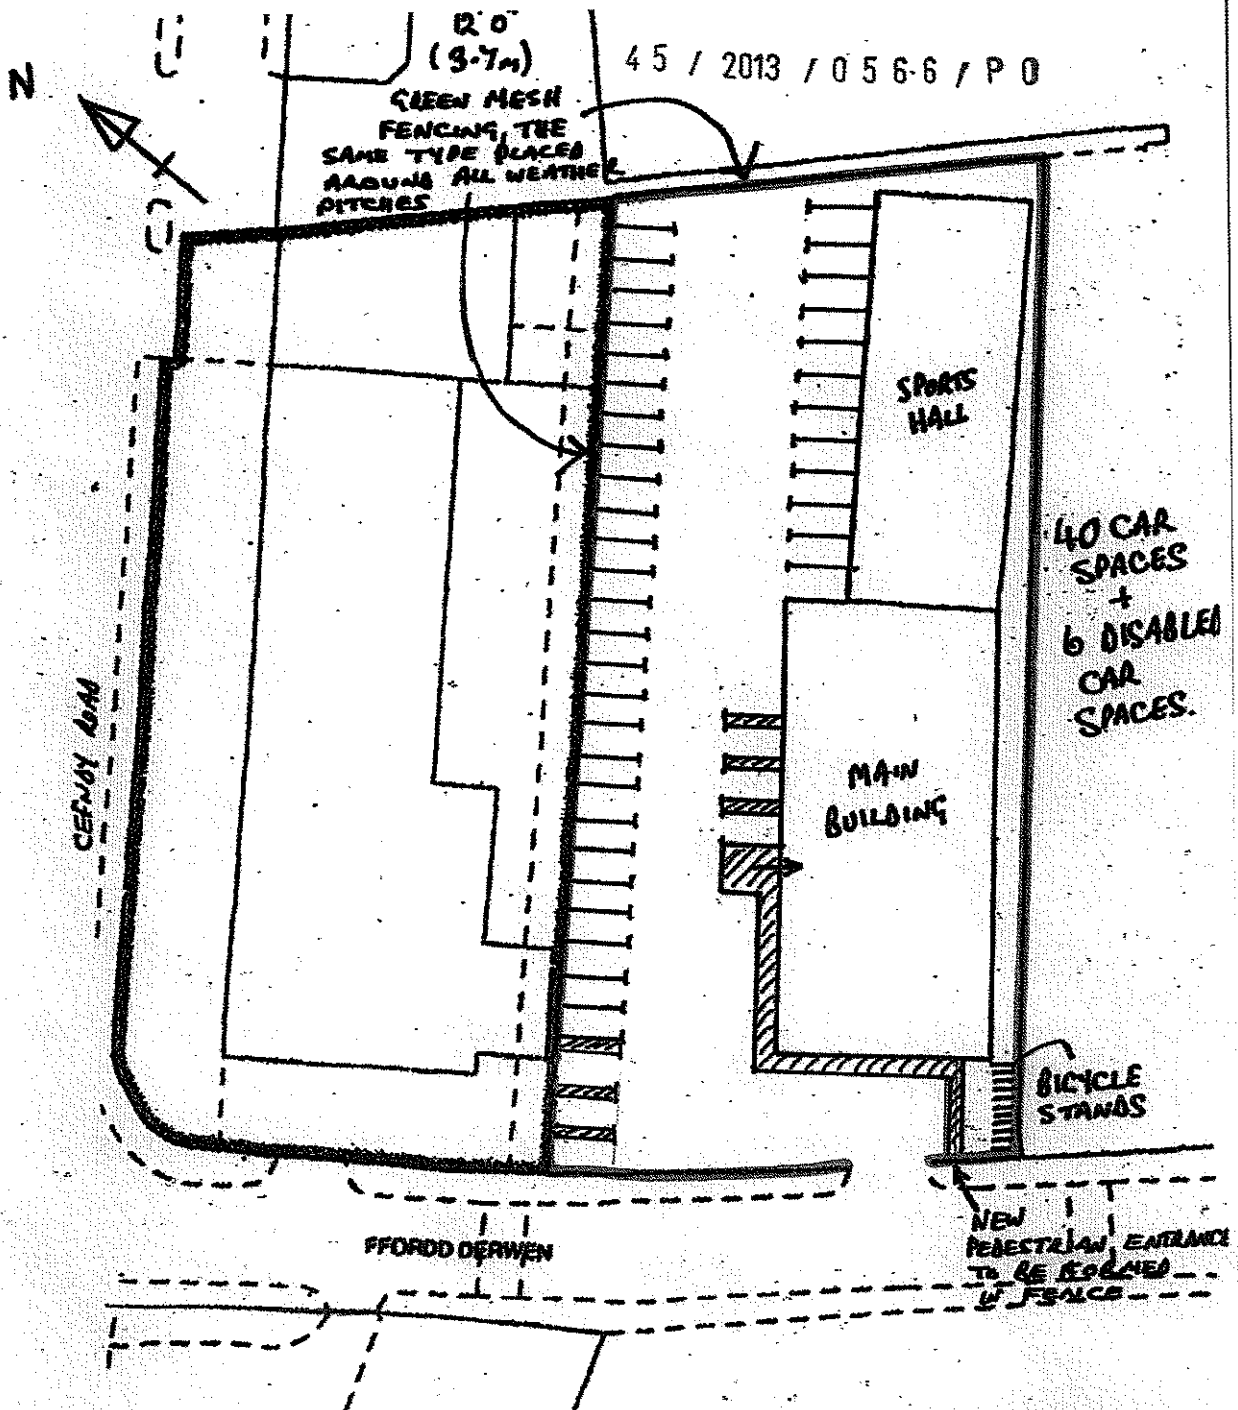 12'0"
(3.7m)
45 / 2013 / 0566 / PO
N
GREEN MESH
FENCING, THE
SAME TYPE PLACED
AROUND ALL WEATHER
PITCHES
SPORTS
HALL
40 CAR
SPACES
+
6 DISABLED
CAR
SPACES.
CEFNDY ROAD
MAIN
BUILDING
BICYCLE
STANDS
NEW
PEDESTRIAN ENTRANCE
TO BE FORMED
IN FENCE
FFORDD DERWEN